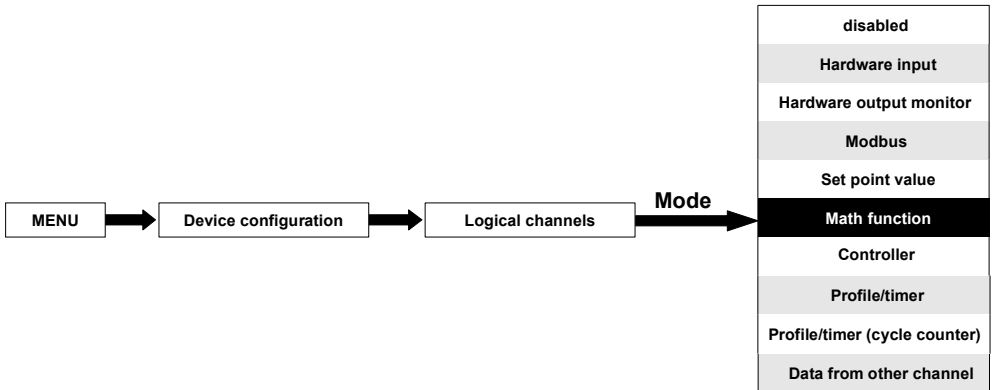 MENU
Device configuration
Logical channels
Mode
disabled
Hardware input
Hardware output monitor
Modbus
Set point value
Math function
Controller
Profile/timer
Profile/timer (cycle counter)
Data from other channel